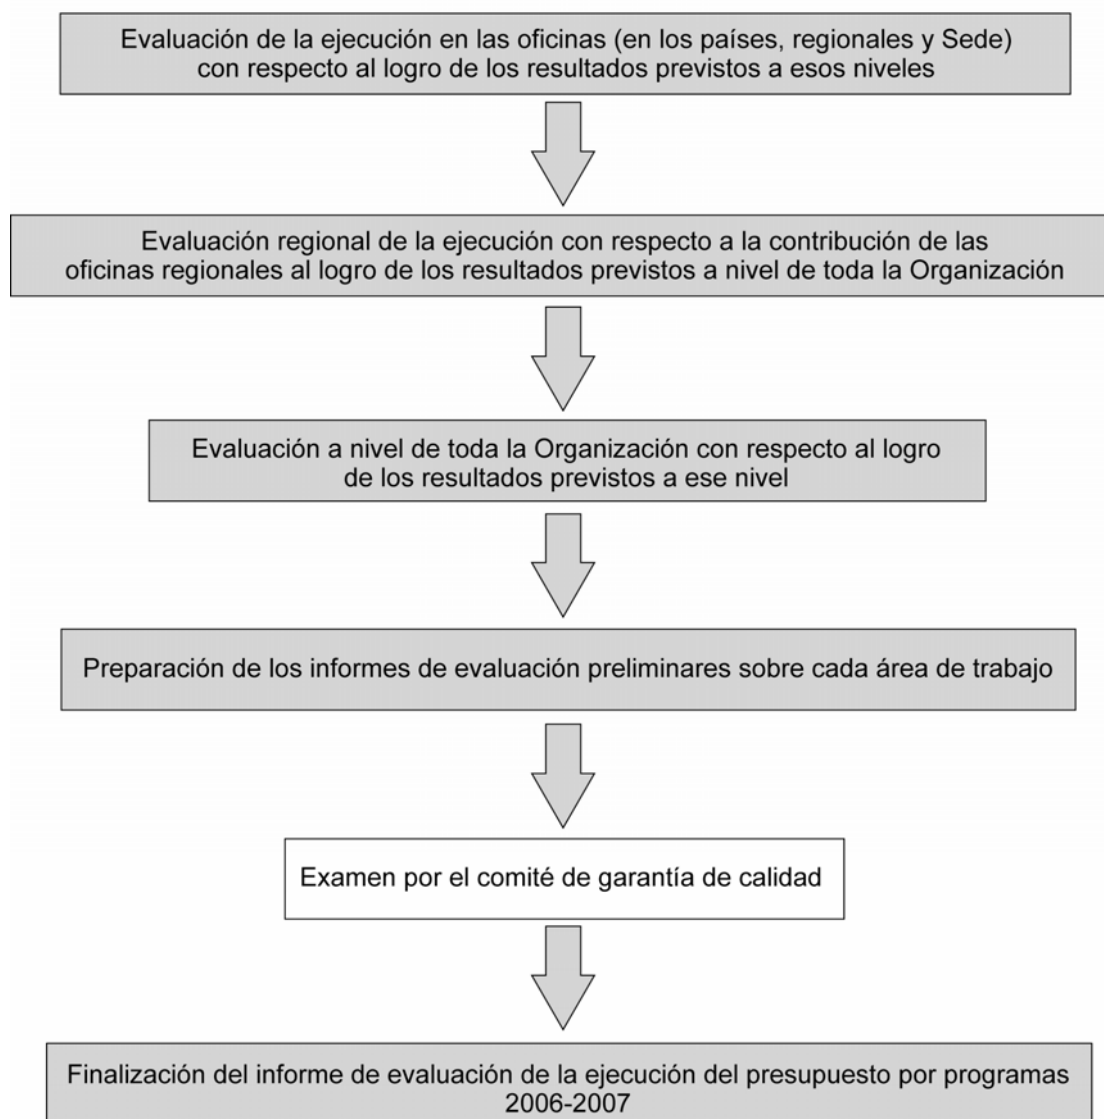 Evaluación de la ejecución en las oficinas (en los países, regionales y Sede)
con respecto al logro de los resultados previstos a esos niveles
Evaluación regional de la ejecución con respecto a la contribución de las
oficinas regionales al logro de los resultados previstos a nivel de toda la Organización
Evaluación a nivel de toda la Organización con respecto al logro
de los resultados previstos a ese nivel
Preparación de los informes de evaluación preliminares sobre cada área de trabajo
Examen por el comité de garantía de calidad
Finalización del informe de evaluación de la ejecución del presupuesto por programas
2006-2007